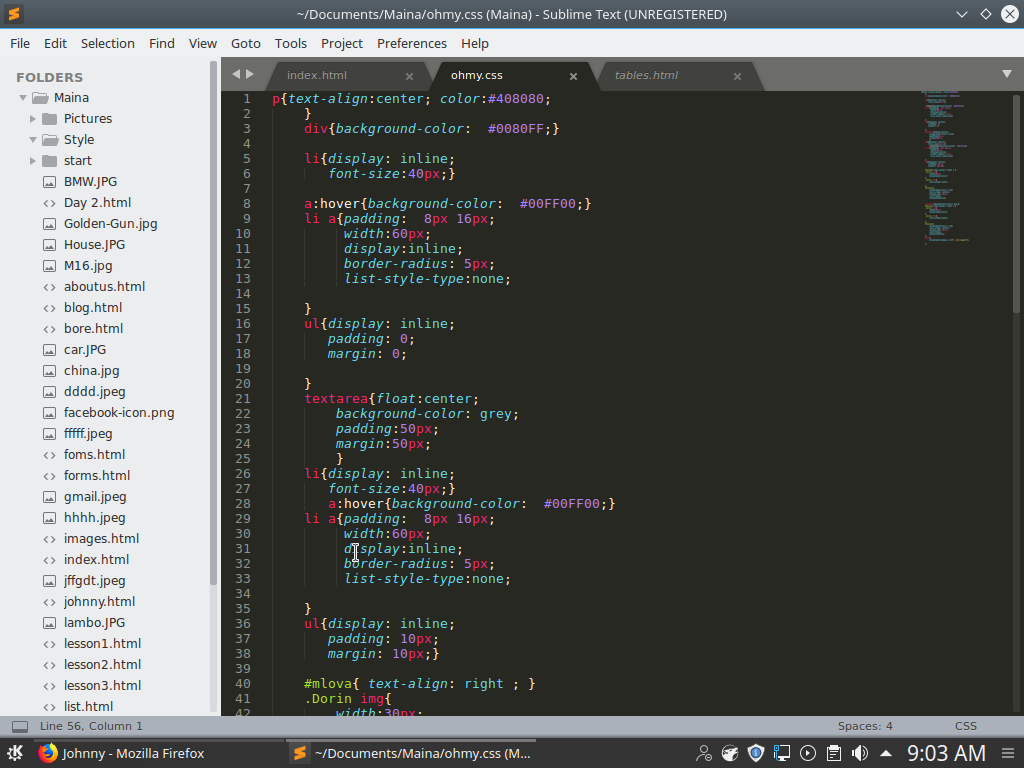 ~/Documents/Maina/ohmy.css (Maina) - Sublime Text (UNREGISTERED)
File Edit Selection Find View Goto Tools Project Preferences Help
FOLDERS
Maina
Pictures
Style
start
BMW.JPG
Day 2.html
Golden-Gun.jpg
House.JPG
M16.jpg
aboutus.html
blog.html
bore.html
car.JPG
china.jpg
dddd.jpeg
facebook-icon.png
fffff.jpeg
foms.html
forms.html
gmail.jpeg
hhhh.jpeg
images.html
index.html
jffgdt.jpeg
johnny.html
lambo.JPG
lesson1.html
lesson2.html
lesson3.html
list.html
index.html × ohmy.css × tables.html ×
1 p{text-align:center; color:#408080;
2 }
3 div{background-color: #0080FF;}
4
5 li{display: inline;
6 font-size:40px;}
7
8 a:hover{background-color: #00FF00;}
9 li a{padding: 8px 16px;
10 width:60px;
11 display:inline;
12 border-radius: 5px;
13 list-style-type:none;
14
15 }
16 ul{display: inline;
17 padding: 0;
18 margin: 0;
19
20 }
21 textarea{float:center;
22 background-color: grey;
23 padding:50px;
24 margin:50px;
25 }
26 li{display: inline;
27 font-size:40px;}
28 a:hover{background-color: #00FF00;}
29 li a{padding: 8px 16px;
30 width:60px;
31 display:inline;
32 border-radius: 5px;
33 list-style-type:none;
34
35 }
36 ul{display: inline;
37 padding: 10px;
38 margin: 10px;}
39
40 #mlova{ text-align: right ; }
41 .Dorin img{
42 width:30px;
Line 56, Column 1 Spaces: 4 CSS
Johnny - Mozilla Firefox ~/Documents/Maina/ohmy.css (M... 9:03 AM